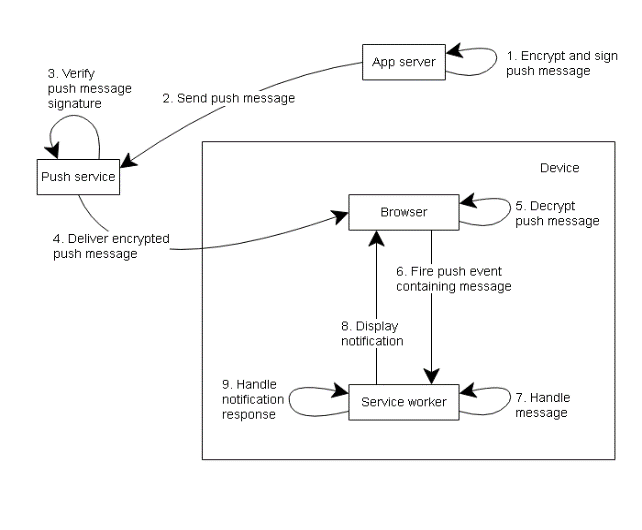 App server
1. Encrypt and sign
push message
3. Verify
push message
signature
2. Send push message
Device
Push service
Browser
5. Decrypt
push message
4. Deliver encrypted
push message
6. Fire push event
containing message
8. Display
notification
9. Handle
notification
response
Service worker
7. Handle
message